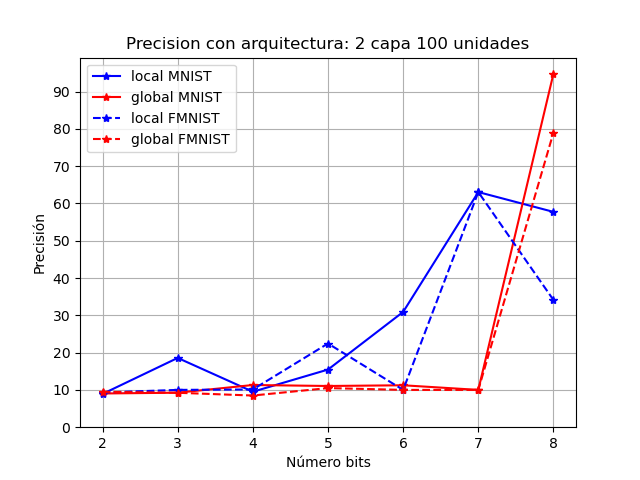 Precision con arquitectura: 2 capa 100 unidades
local MNIST
global MNIST
local FMNIST
global FMNIST
90
80
70
60
50
40
30
20
10
0
Precisión
2 3 4 5 6 7 8
Número bits